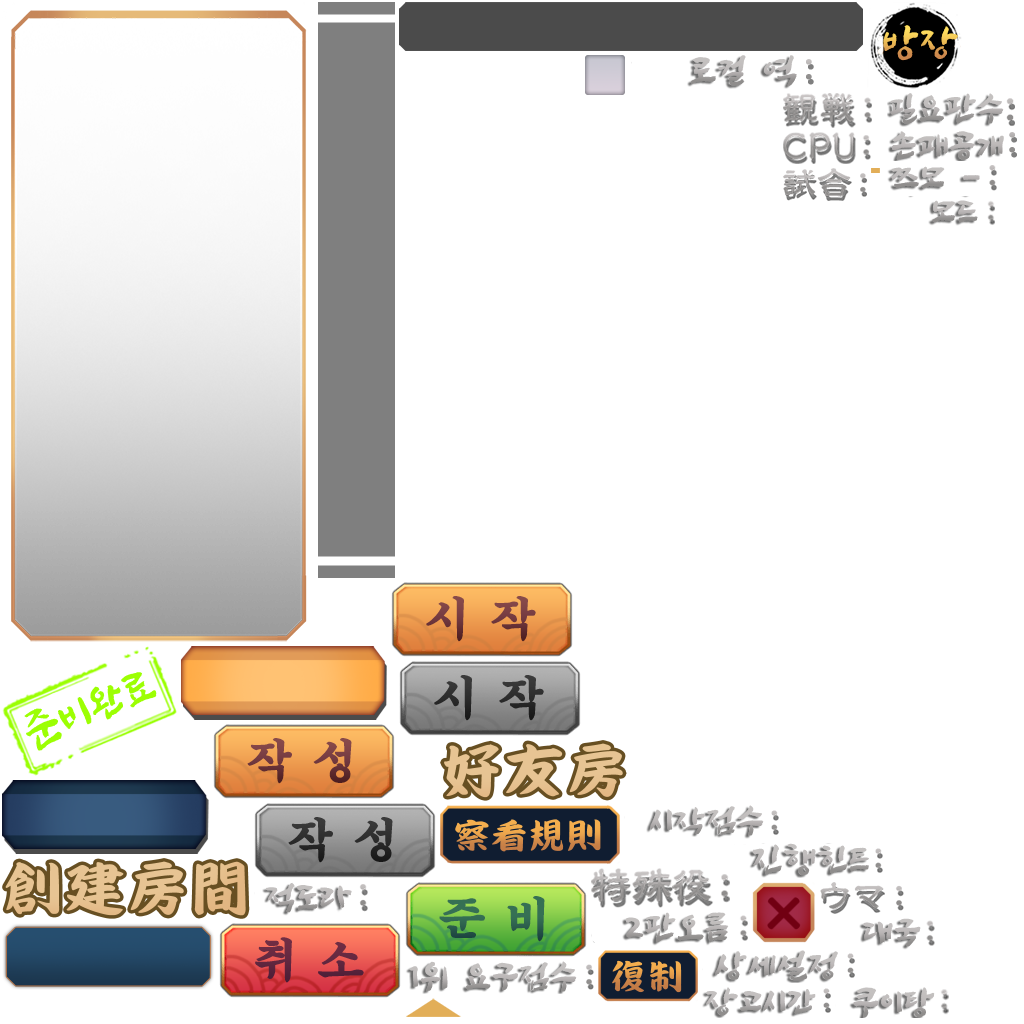 방장
로컬 역:
観戦:
필요판수:
CPU:
손패공개:
試合:
쯔모 -:
모드:
시 작
준비완료
시 작
작 성
好友房
작 성
察看規則
시작점수:
진행힌트:
創建房間
적도라:
준 비
特殊後:
ウマ:
2판오름:
대국:
취 소
1위 요구점수:
復制
상세설정:
장코시간:
쿠이탕: